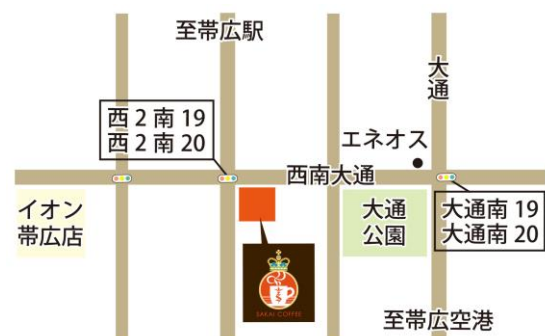 至帯広駅
大通
西2南19
西2南20
エネオス
西南大通
イオン
帯広店
大通
公園
大通南19
大通南20
SAKAI COFFEE
至帯広空港